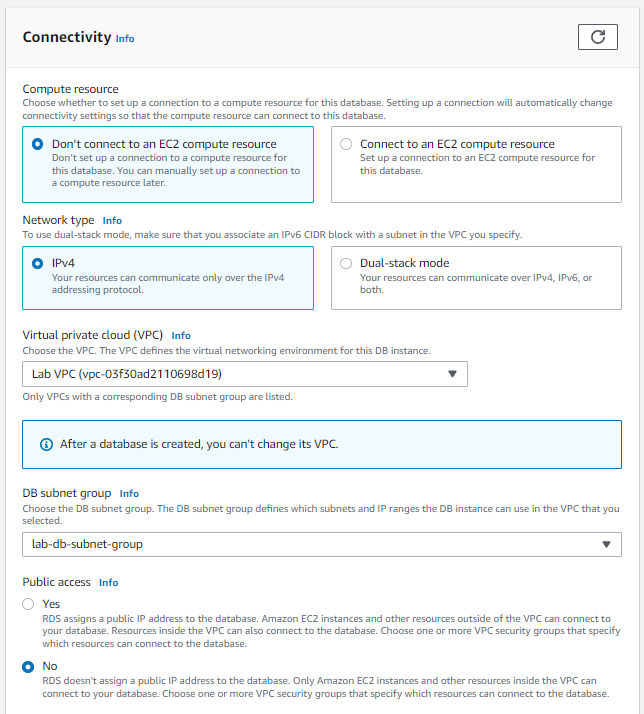 Connectivity Info
Compute resource
Choose whether to set up a connection to a compute resource for this database. Setting up a connection will automatically change
connectivity settings so that the compute resource can connect to this database.
Don't connect to an EC2 compute resource
Don't set up a connection to a compute resource for
this database. You can manually set up a connection to
a compute resource later.
Connect to an EC2 compute resource
Set up a connection to an EC2 compute resource for
this database.
Network type Info
To use dual-stack mode, make sure that you associate an IPv6 CIDR block with a subnet in the VPC you specify.
IPv4
Your resources can communicate only over the IPv4
addressing protocol.
Dual-stack mode
Your resources can communicate over IPv4, IPv6, or
both.
Virtual private cloud (VPC) Info
Choose the VPC. The VPC defines the virtual networking environment for this DB instance.
Lab VPC (vpc-03f30ad2110698d19)
Only VPCs with a corresponding DB subnet group are listed.
After a database is created, you can't change its VPC.
DB subnet group Info
Choose the DB subnet group. The DB subnet group defines which subnets and IP ranges the DB instance can use in the VPC that you
selected.
lab-db-subnet-group
Public access Info
Yes
RDS assigns a public IP address to the database. Amazon EC2 instances and other resources outside of the VPC can connect to
your database. Resources inside the VPC can also connect to the database. Choose one or more VPC security groups that specify
which resources can connect to the database.
No
RDS doesn't assign a public IP address to the database. Only Amazon EC2 instances and other resources inside the VPC can
connect to your database. Choose one or more VPC security groups that specify which resources can connect to the database.